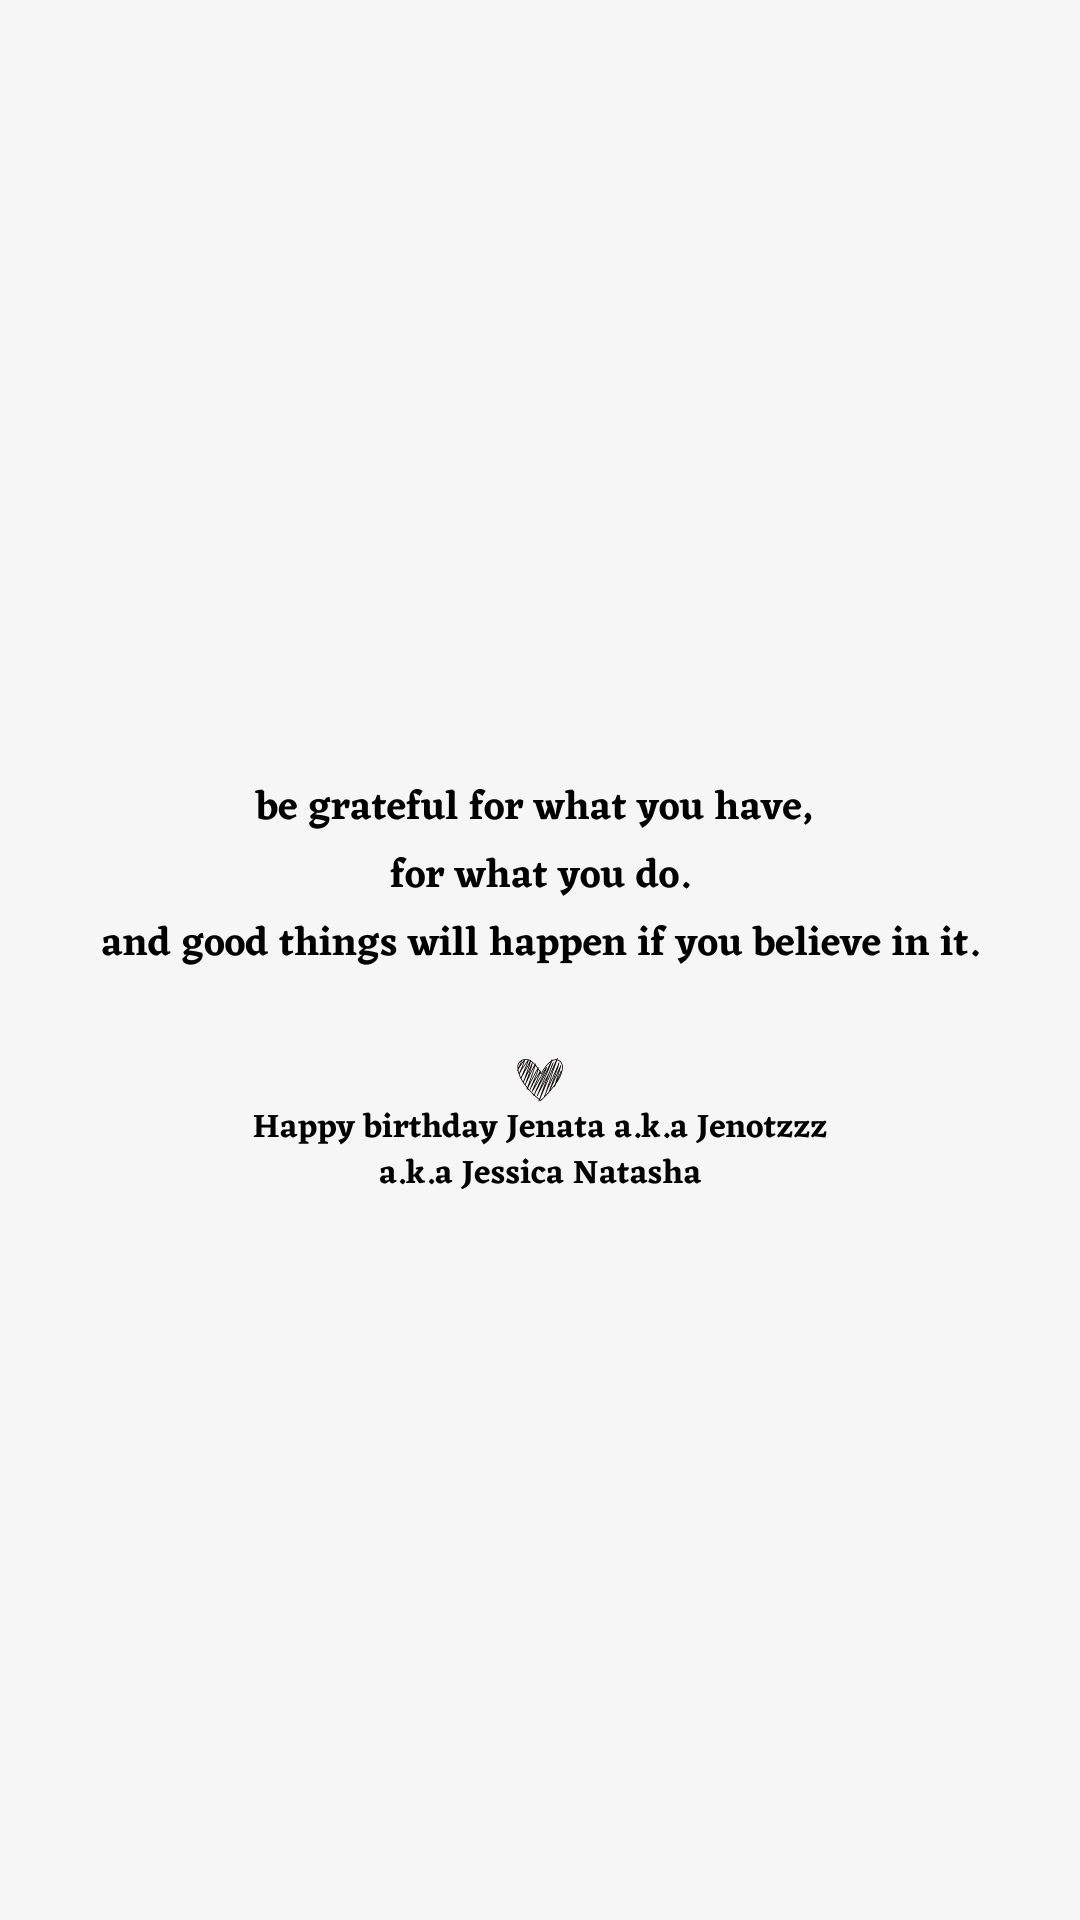 be grateful for what you have,
for what you do.
and good things will happen if you believe in it.
Happy birthday Jenata a.k.a Jenotzzz
a.k.a Jessica Natasha